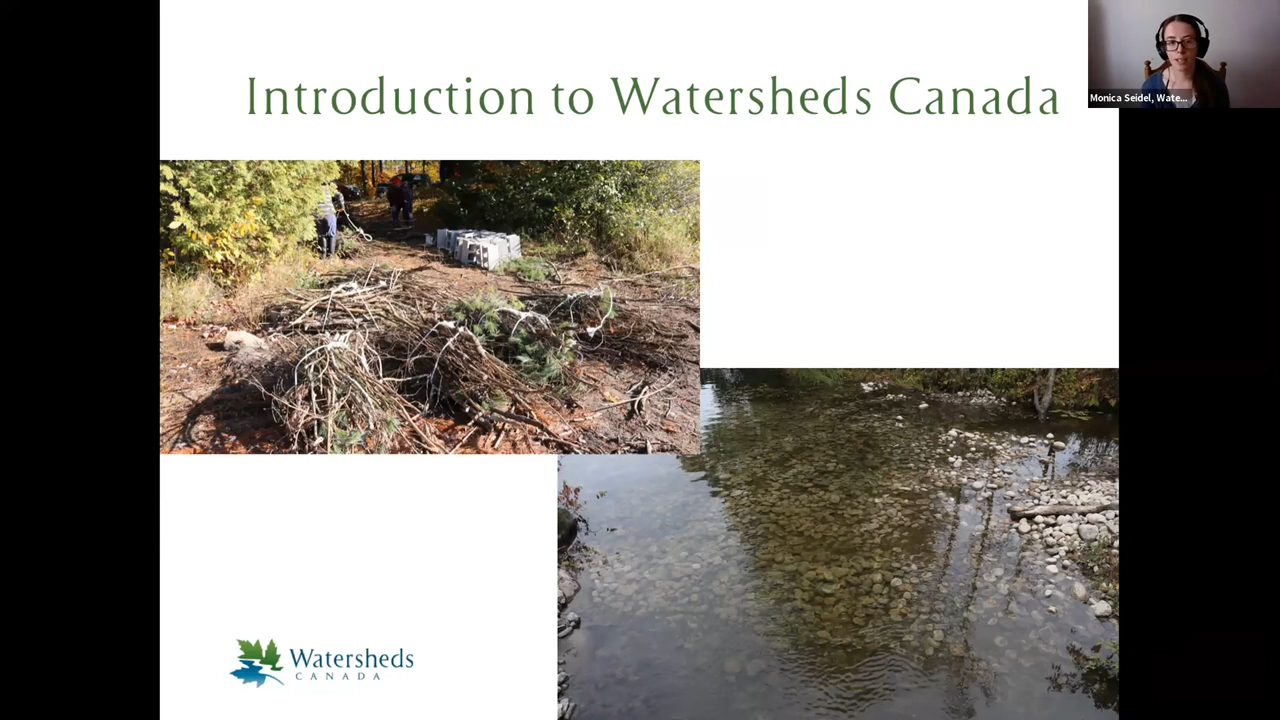 Introduction to Watersheds Canada
Monica Seidel, Wate...
Watersheds
CANADA